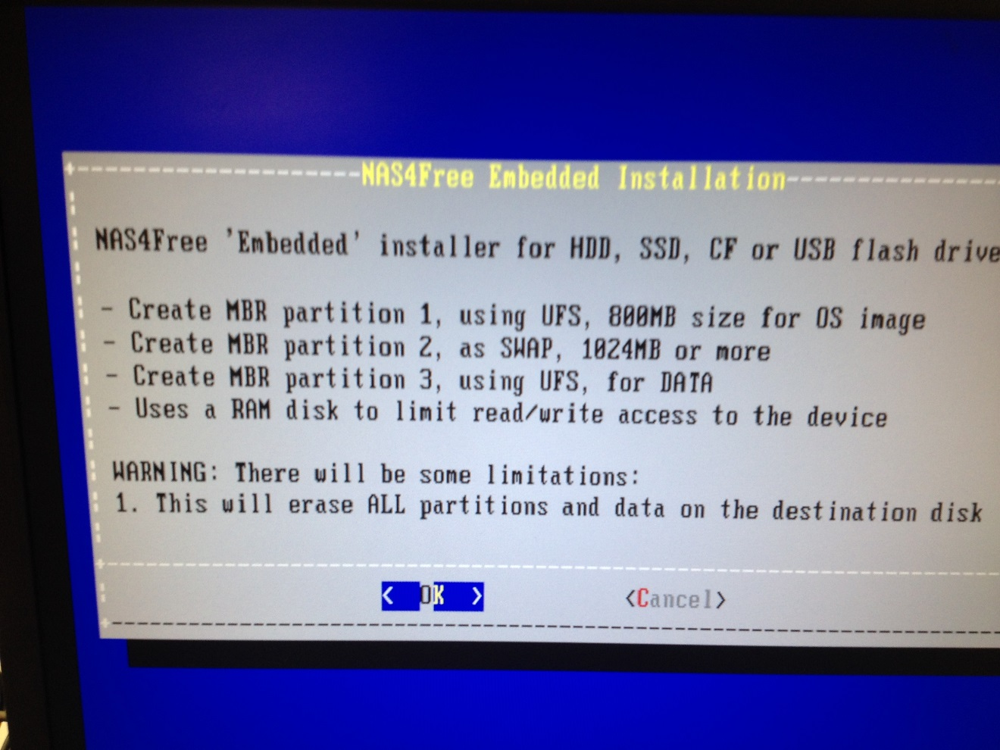 NAS4Free Embedded Installation
NAS4Free 'Embedded' installer for HDD, SSD, CF or USB flash drive
- Create MBR partition 1, using UFS, 800MB size for OS image
- Create MBR partition 2, as SWAP, 1024MB or more
- Create MBR partition 3, using UFS, for DATA
- Uses a RAM disk to limit read/write access to the device
WARNING: There will be some limitations:
1. This will erase ALL partitions and data on the destination disk
< OK > <Cancel>